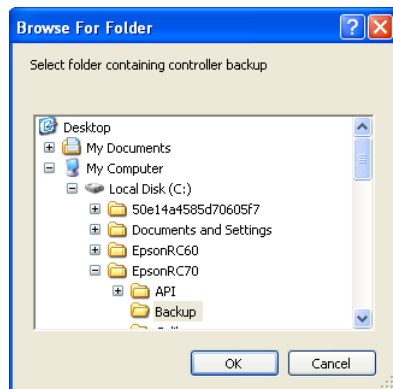 Browse For Folder
Select folder containing controller backup
Desktop
My Documents
My Computer
Local Disk (C:)
50e14a4585d70605f7
Documents and Settings
EpsonRC60
EpsonRC70
API
Backup
OK Cancel